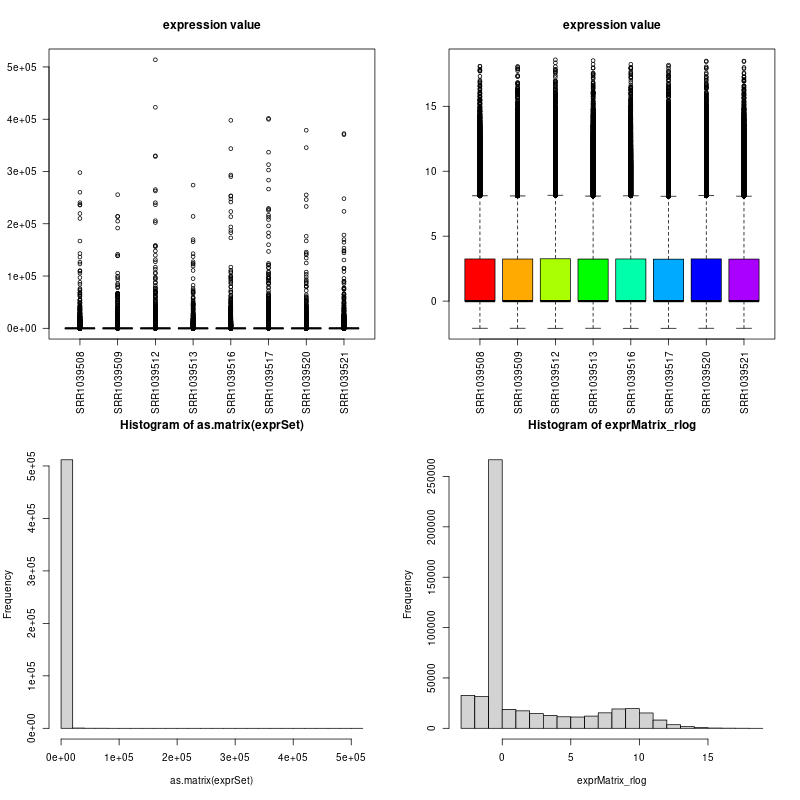 expression value
5e+05
4e+05
3e+05
2e+05
1e+05
0e+00
SRR1039508
SRR1039509
SRR1039512
SRR1039513
SRR1039516
SRR1039517
SRR1039520
SRR1039521
expression value
15
10
5
0
SRR1039508
SRR1039509
SRR1039512
SRR1039513
SRR1039516
SRR1039517
SRR1039520
SRR1039521
Histogram of as.matrix(exprSet)
Frequency
5e+05
4e+05
3e+05
2e+05
1e+05
0e+00
0e+00 1e+05 2e+05 3e+05 4e+05 5e+05
as.matrix(exprSet)
Histogram of exprMatrix_rlog
Frequency
250000
200000
150000
100000
50000
0
0 5 10 15
exprMatrix_rlog